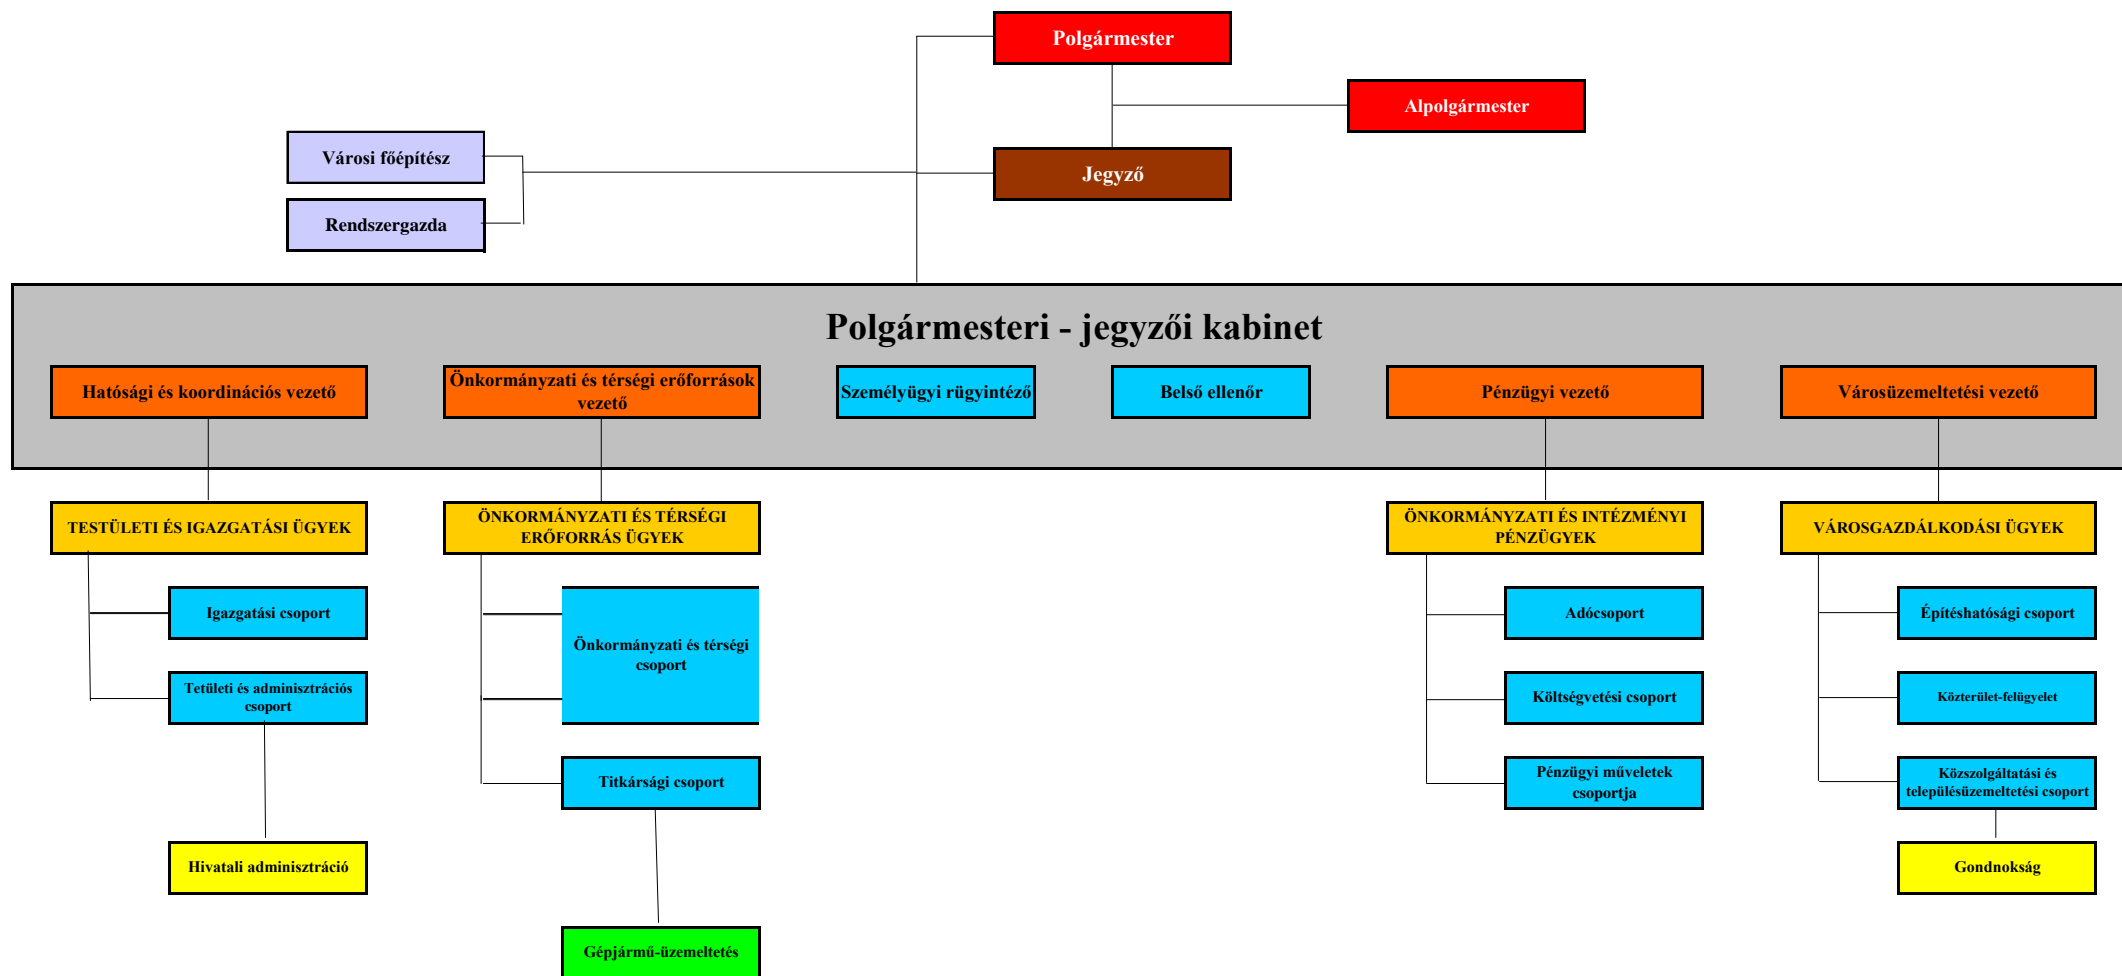 Polgármester
Alpolgármester
Városi főépítész
Jegyző
Rendszergazda
Polgármesteri - jegyzői kabinet
Hatósági és koordinációs vezető
Önkormányzati és térségi erőforrások
vezető
Személyügyi rügyintéző
Belső ellenőr
Pénzügyi vezető
Városüzemeltetési vezető
TESTÜLETI ÉS IGAZGATÁSI ÜGYEK
ÖNKORMÁNYZATI ÉS TÉRSÉGI
ERŐFORRÁS ÜGYEK
ÖNKORMÁNYZATI ÉS INTÉZMÉNYI
PÉNZÜGYEK
VÁROSGAZDÁLKODÁSI ÜGYEK
Igazgatási csoport
Önkormányzati és térségi
csoport
Adócsoport
Építéshatósági csoport
Tetületi és adminisztrációs
csoport
Költségvetési csoport
Közterület-felügyelet
Titkársági csoport
Pénzügyi műveletek
csoportja
Közszolgáltatási és
településüzemeltetési csoport
Hivatali adminisztráció
Gondnokság
Gépjármű-üzemeltetés